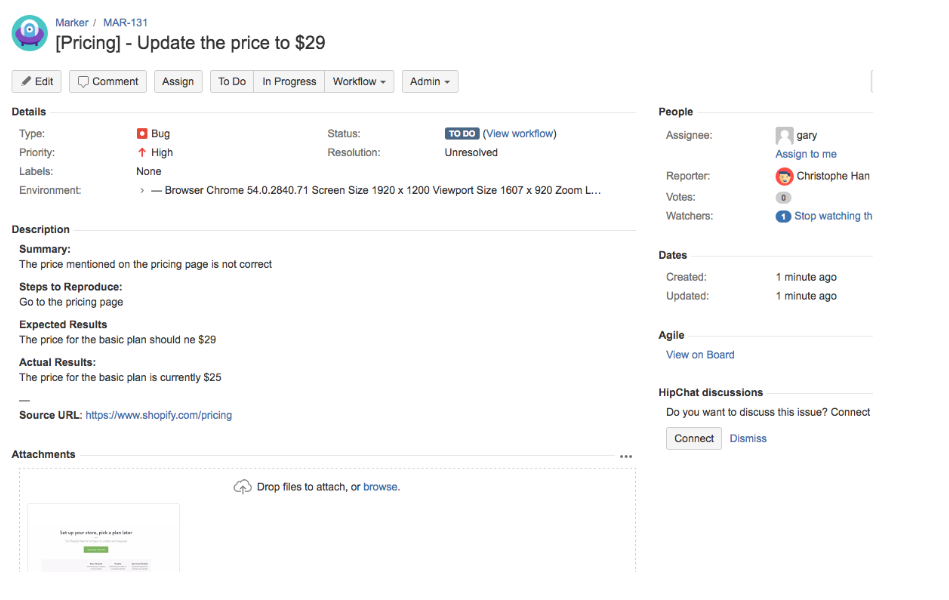 Marker / MAR-131
[Pricing] - Update the price to $29
Edit Comment Assign To Do In Progress Workflow Admin
Details
Type: Bug Status: TO DO (View workflow)
Priority: High Resolution: Unresolved
Labels: None
Environment: > — Browser Chrome 54.0.2840.71 Screen Size 1920 x 1200 Viewport Size 1607 x 920 Zoom L...
Description
Summary:
The price mentioned on the pricing page is not correct
Steps to Reproduce:
Go to the pricing page
Expected Results
The price for the basic plan should ne $29
Actual Results:
The price for the basic plan is currently $25
—
Source URL: https://www.shopify.com/pricing
Attachments
Drop files to attach, or browse.
Set up your store, pick a plan later
People
Assignee: gary
Assign to me
Reporter: Christophe Han
Votes: 0
Watchers: 1 Stop watching th
Dates
Created: 1 minute ago
Updated: 1 minute ago
Agile
View on Board
HipChat discussions
Do you want to discuss this issue? Connect
Connect Dismiss